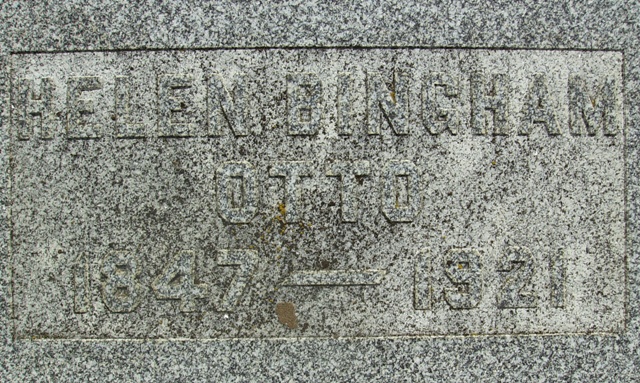 HELEN BINGHAM
OTTO
1847 — 1921